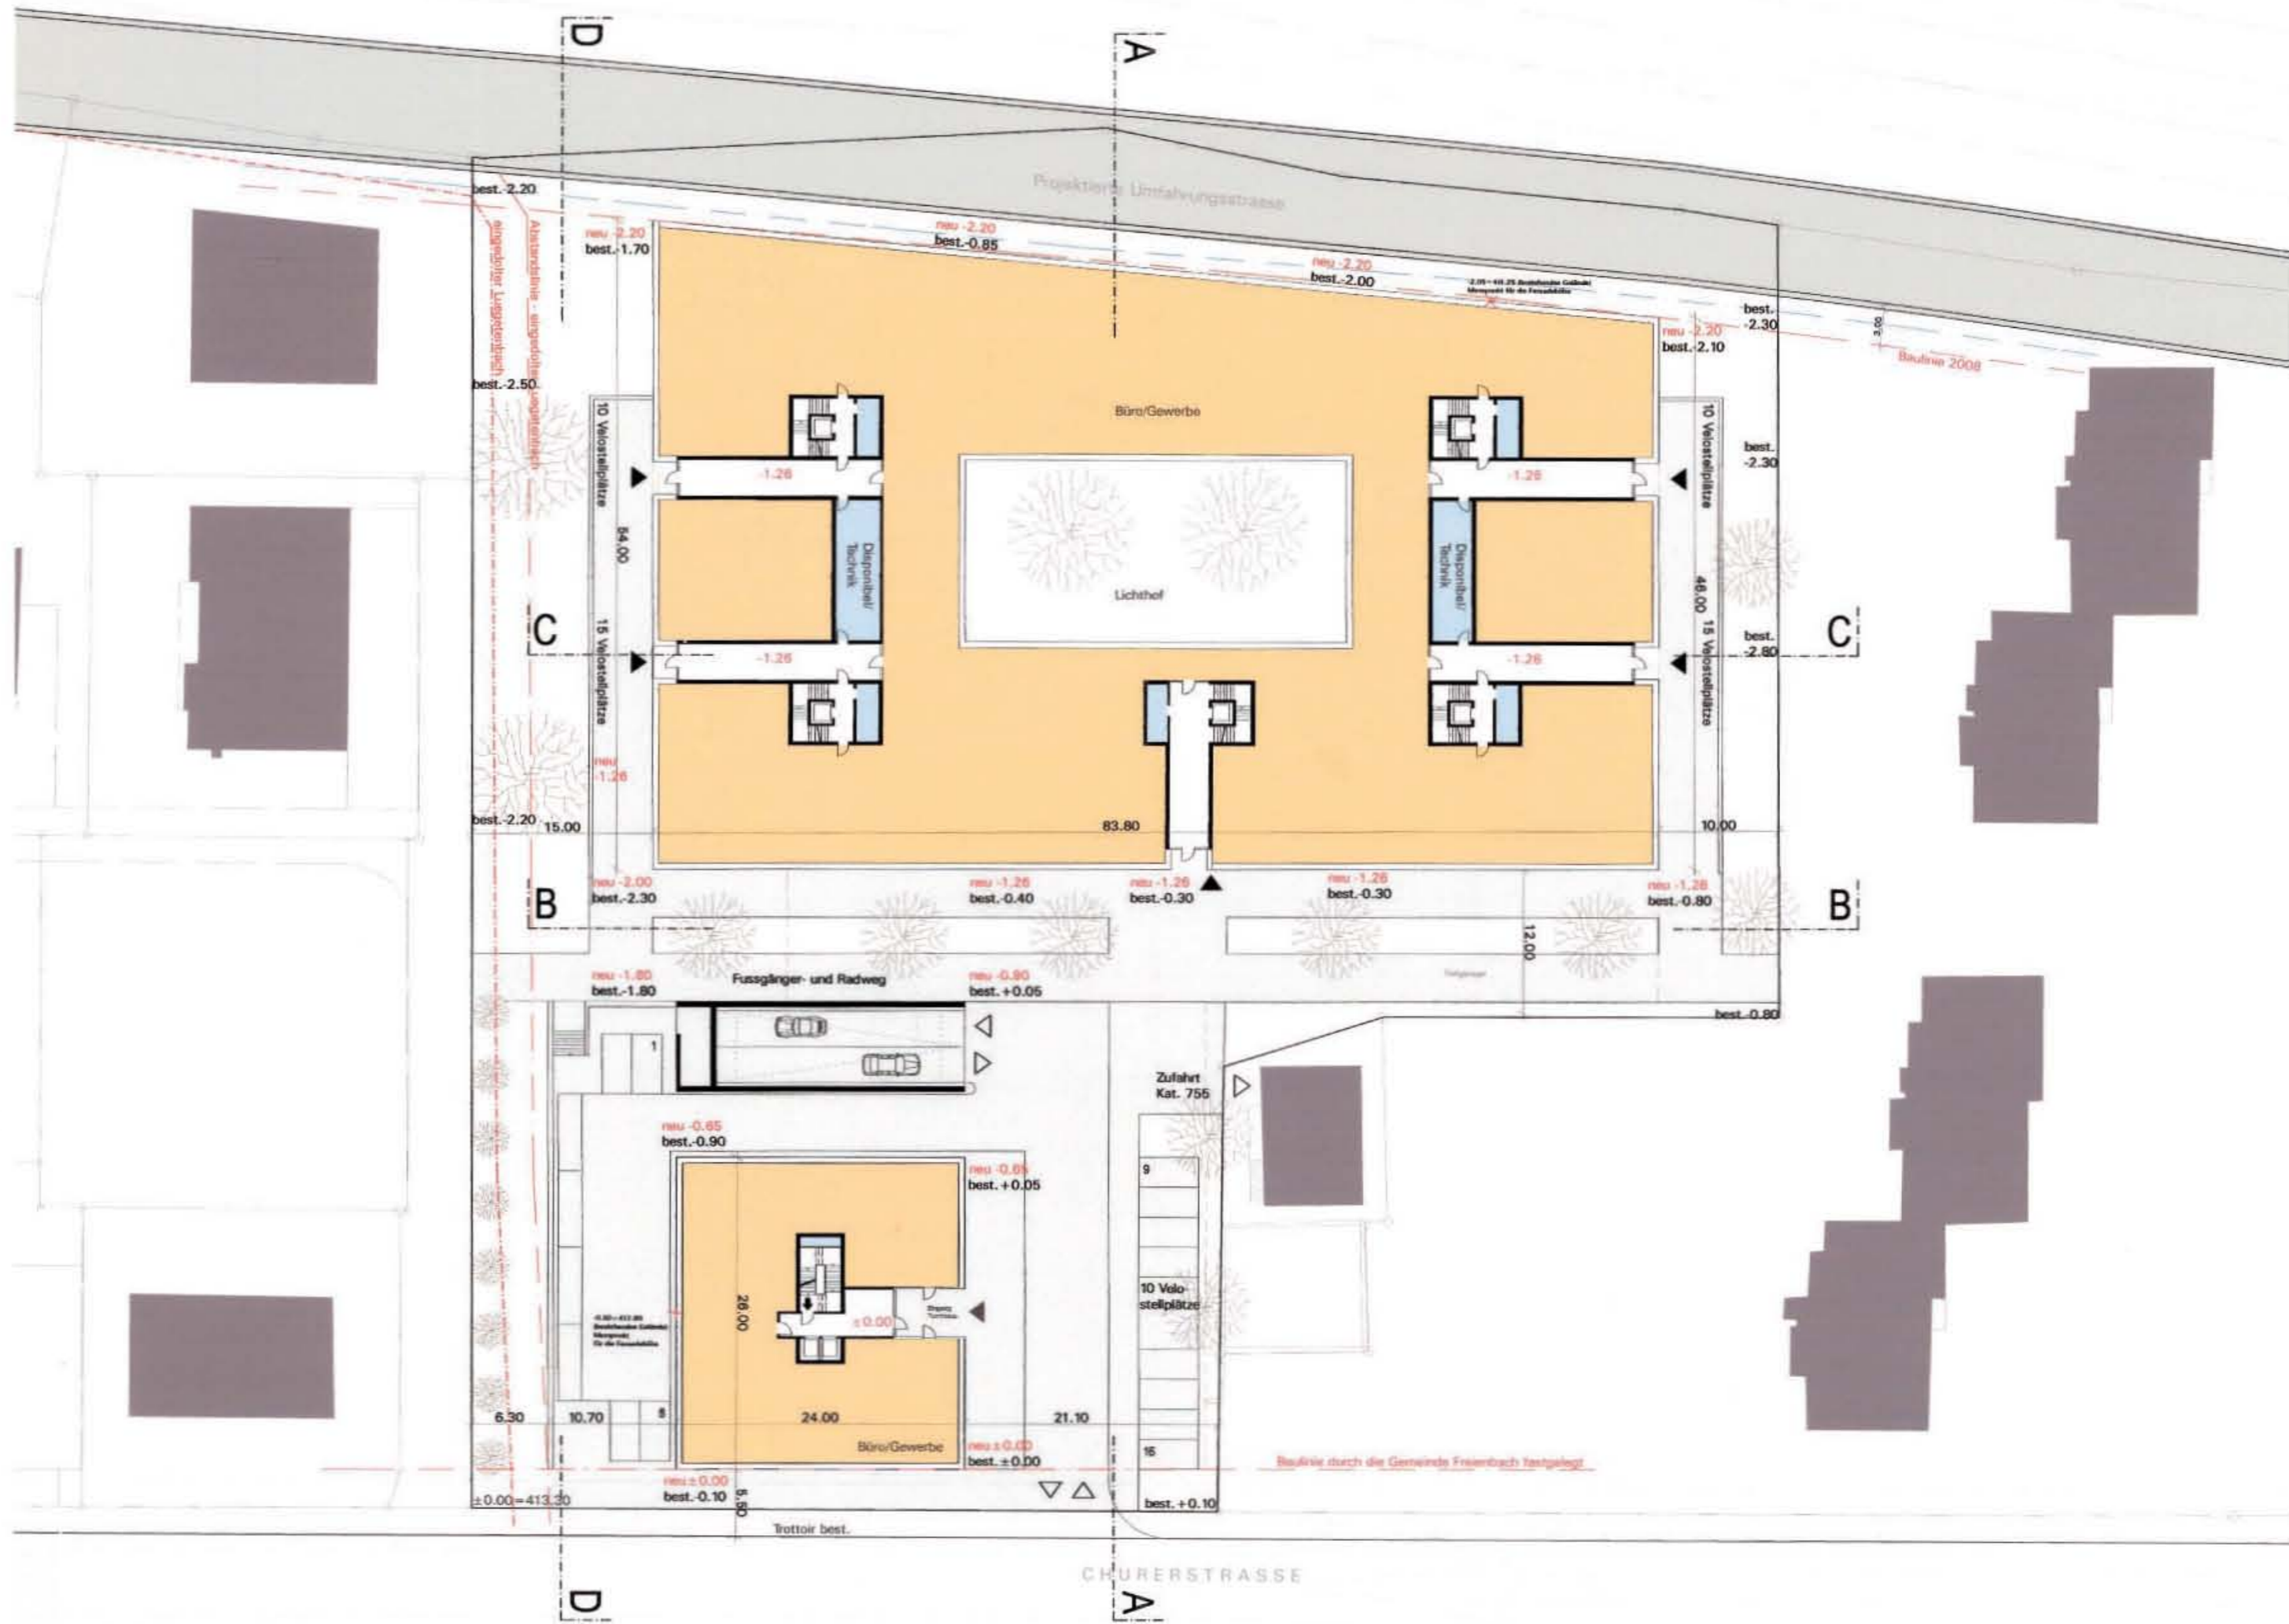 D
A
Projektierte Umfahrungsstrasse
best.-2.20
eingedolter Luegetenbach
neu -2.20
best.-1.70
neu -2.20
best.-0.85
neu -2.20
best.-2.00
best.
-2.30
neu -2.20
best.-2.10
2.00
Baulinie 2008
best.-2.50
10 Velostellplätze
Büro/Gewerbe
10 Velostellplätze
best.
-2.30
-1.26
-1.26
54.00
Disponibel/
Technik
Disponibel/
Technik
Lichthof
46.00
C
C
15 Velostellplätze
15 Velostellplätze
best.
-2.80
-1.26
-1.26
neu
-1.26
best.-2.20
15.00
83.80
10.00
neu -2.00
best.-2.30
neu -1.26
best.-0.40
neu -1.26
best.-0.30
neu -1.26
best.-0.30
neu -1.26
best.-0.80
B
B
12.00
neu -1.80
best.-1.80
Fussgänger- und Radweg
neu -0.90
best.+0.05
best.-0.80
1
Zufahrt
Kat. 755
neu -0.65
best.-0.90
9
neu -0.65
best.+0.05
10 Velo-
stellplätze
26.00
±0.00
6.30
10.70
8
24.00
21.10
Büro/Gewerbe
neu ±0.00
best.±0.00
16
Baulinie durch die Gemeinde Freienbach festgelegt
±0.00=413.30
neu ±0.00
best.-0.10
5.50
best.+0.10
Trottoir best.
CHURERSTRASSE
D
A